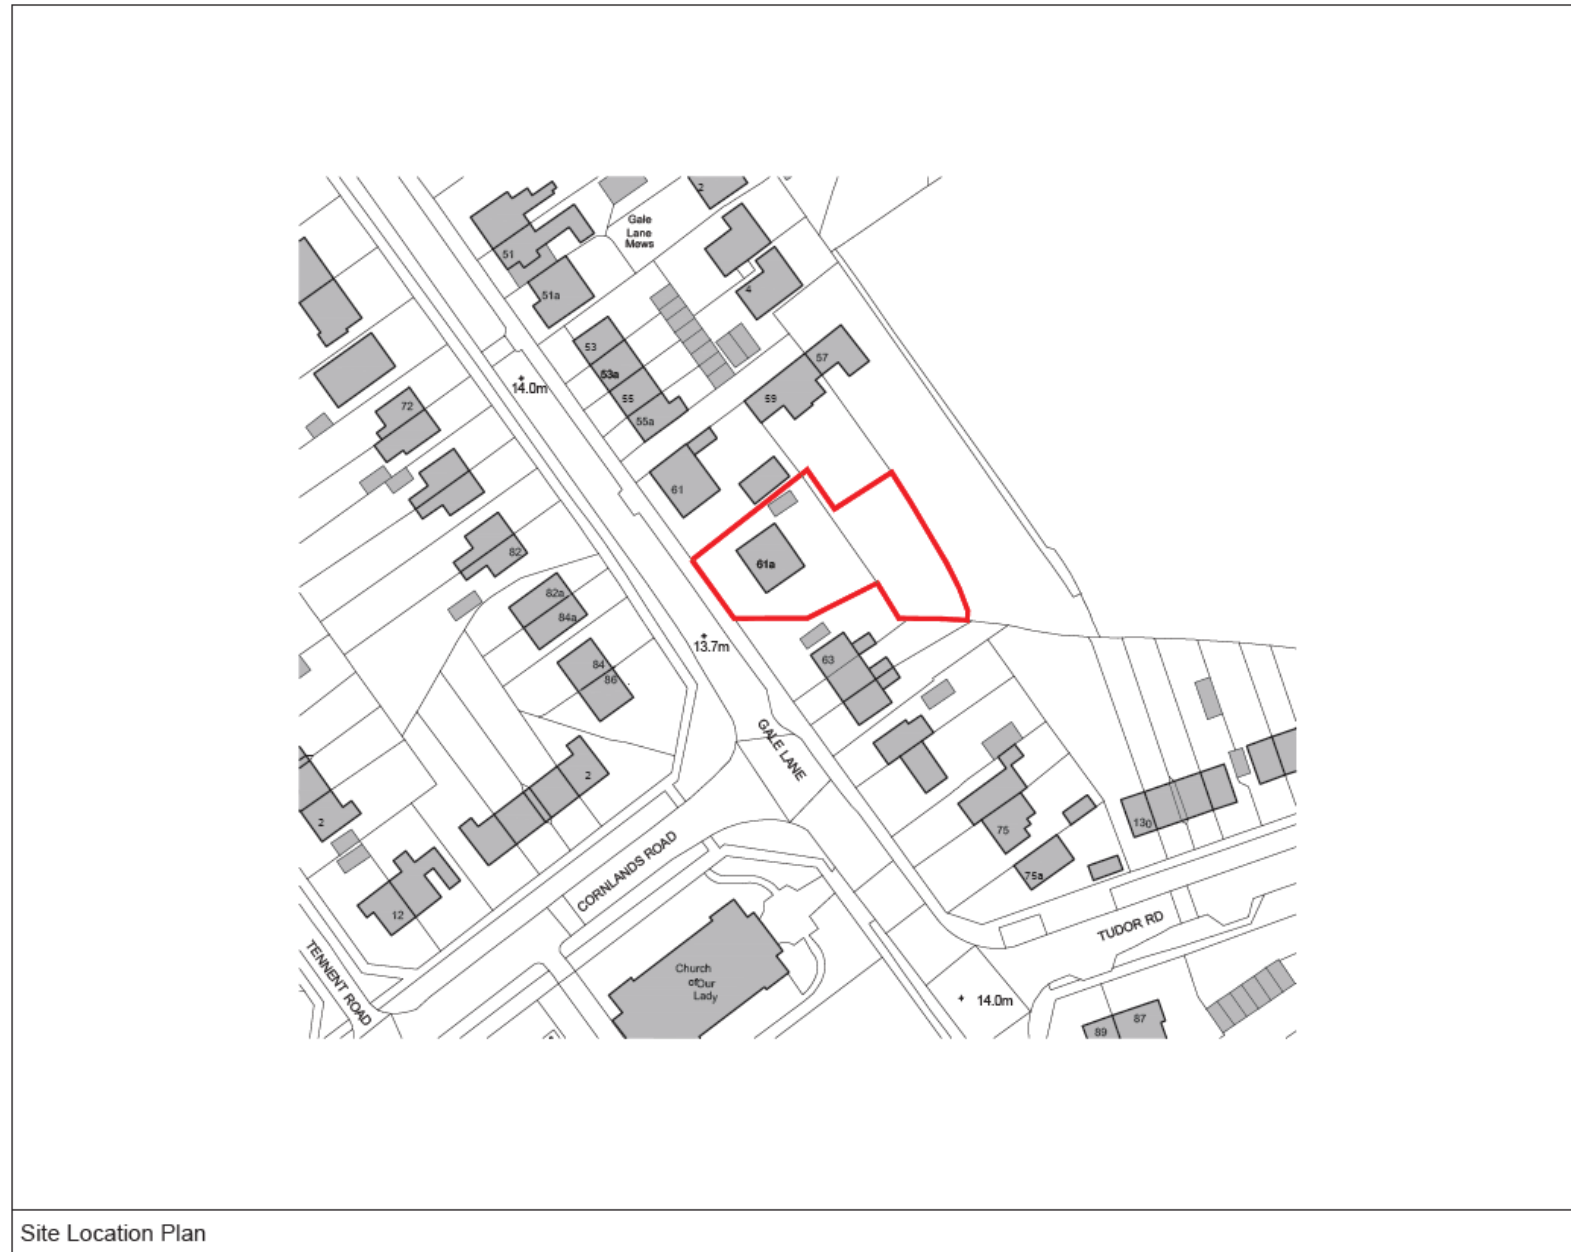 2
Gale
Lane
Mews
51
51a
4
53
53a
14.0m
57
59
55
55a
72
61
82
61a
82a
84a
13.7m
63
84
86
GALE LANE
2
2
130
75
75a
CORNLANDS ROAD
12
TUDOR RD
TENNENT ROAD
Church
of Our
Lady
14.0m
87
89
Site Location Plan